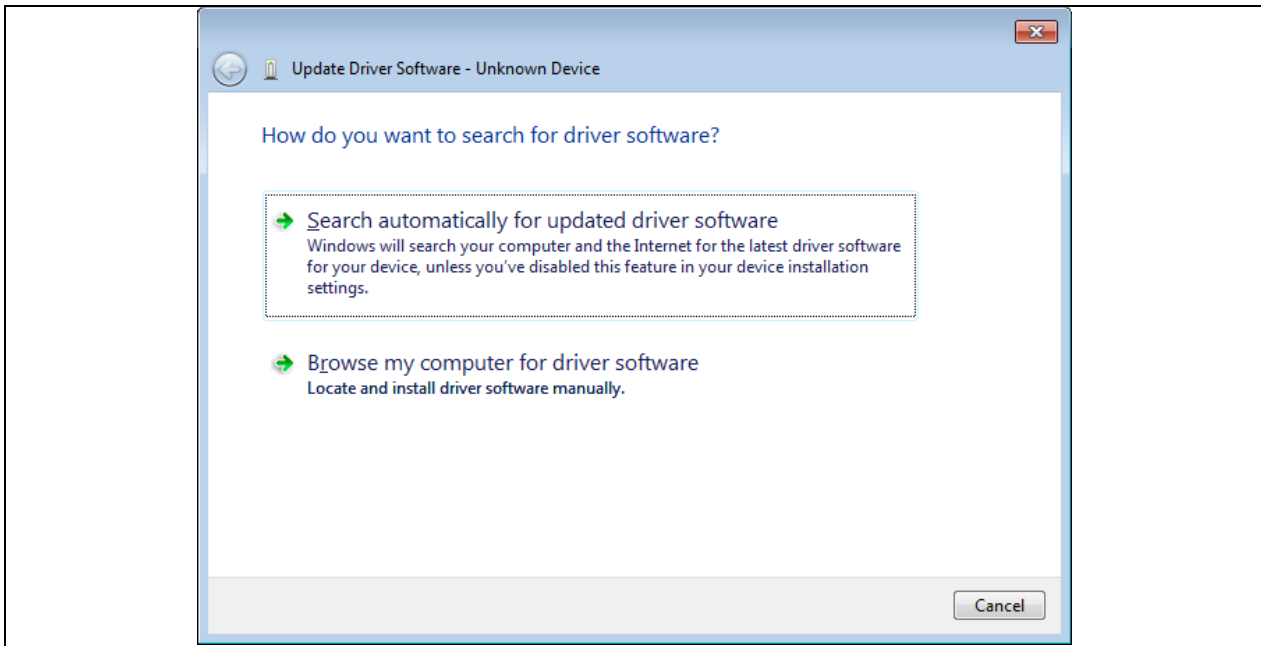 Update Driver Software - Unknown Device
How do you want to search for driver software?
Search automatically for updated driver software
Windows will search your computer and the Internet for the latest driver software
for your device, unless you've disabled this feature in your device installation
settings.
Browse my computer for driver software
Locate and install driver software manually.
Cancel